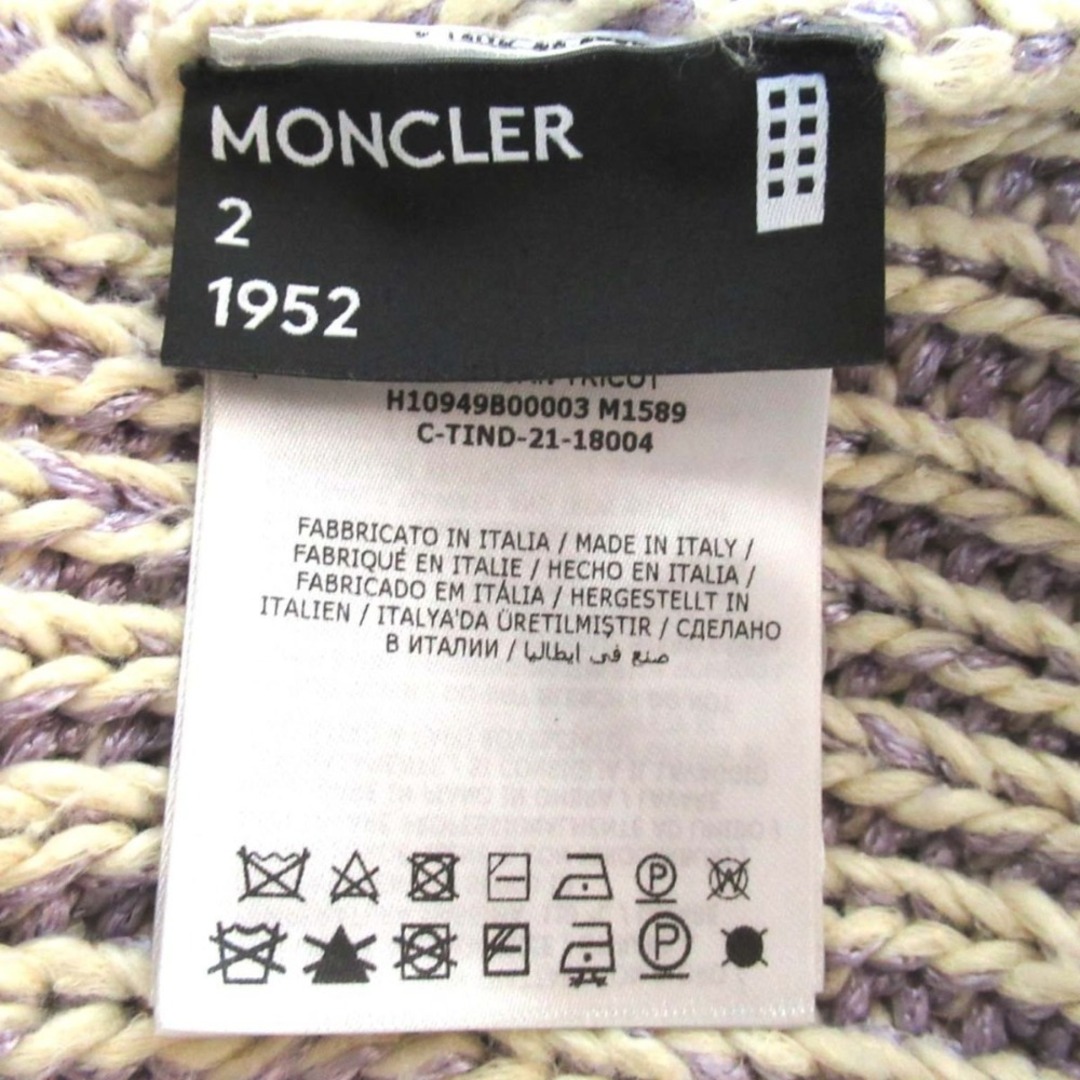 MONCLER
2
1952
TRICOT
H10949B00003 M1589
C-TIND-21-18004
FABBRICATO IN ITALIA / MADE IN ITALY /
FABRIQUÉ EN ITALIE / HECHO EN ITALIA /
FABRICADO EM ITÁLIA / HERGESTELLT IN
ITALIEN / ITALYA'DA ÜRETILMIŞTIR / СДЕЛАНО
В ИТАЛИИ / صنع في ايطاليا
P W
P